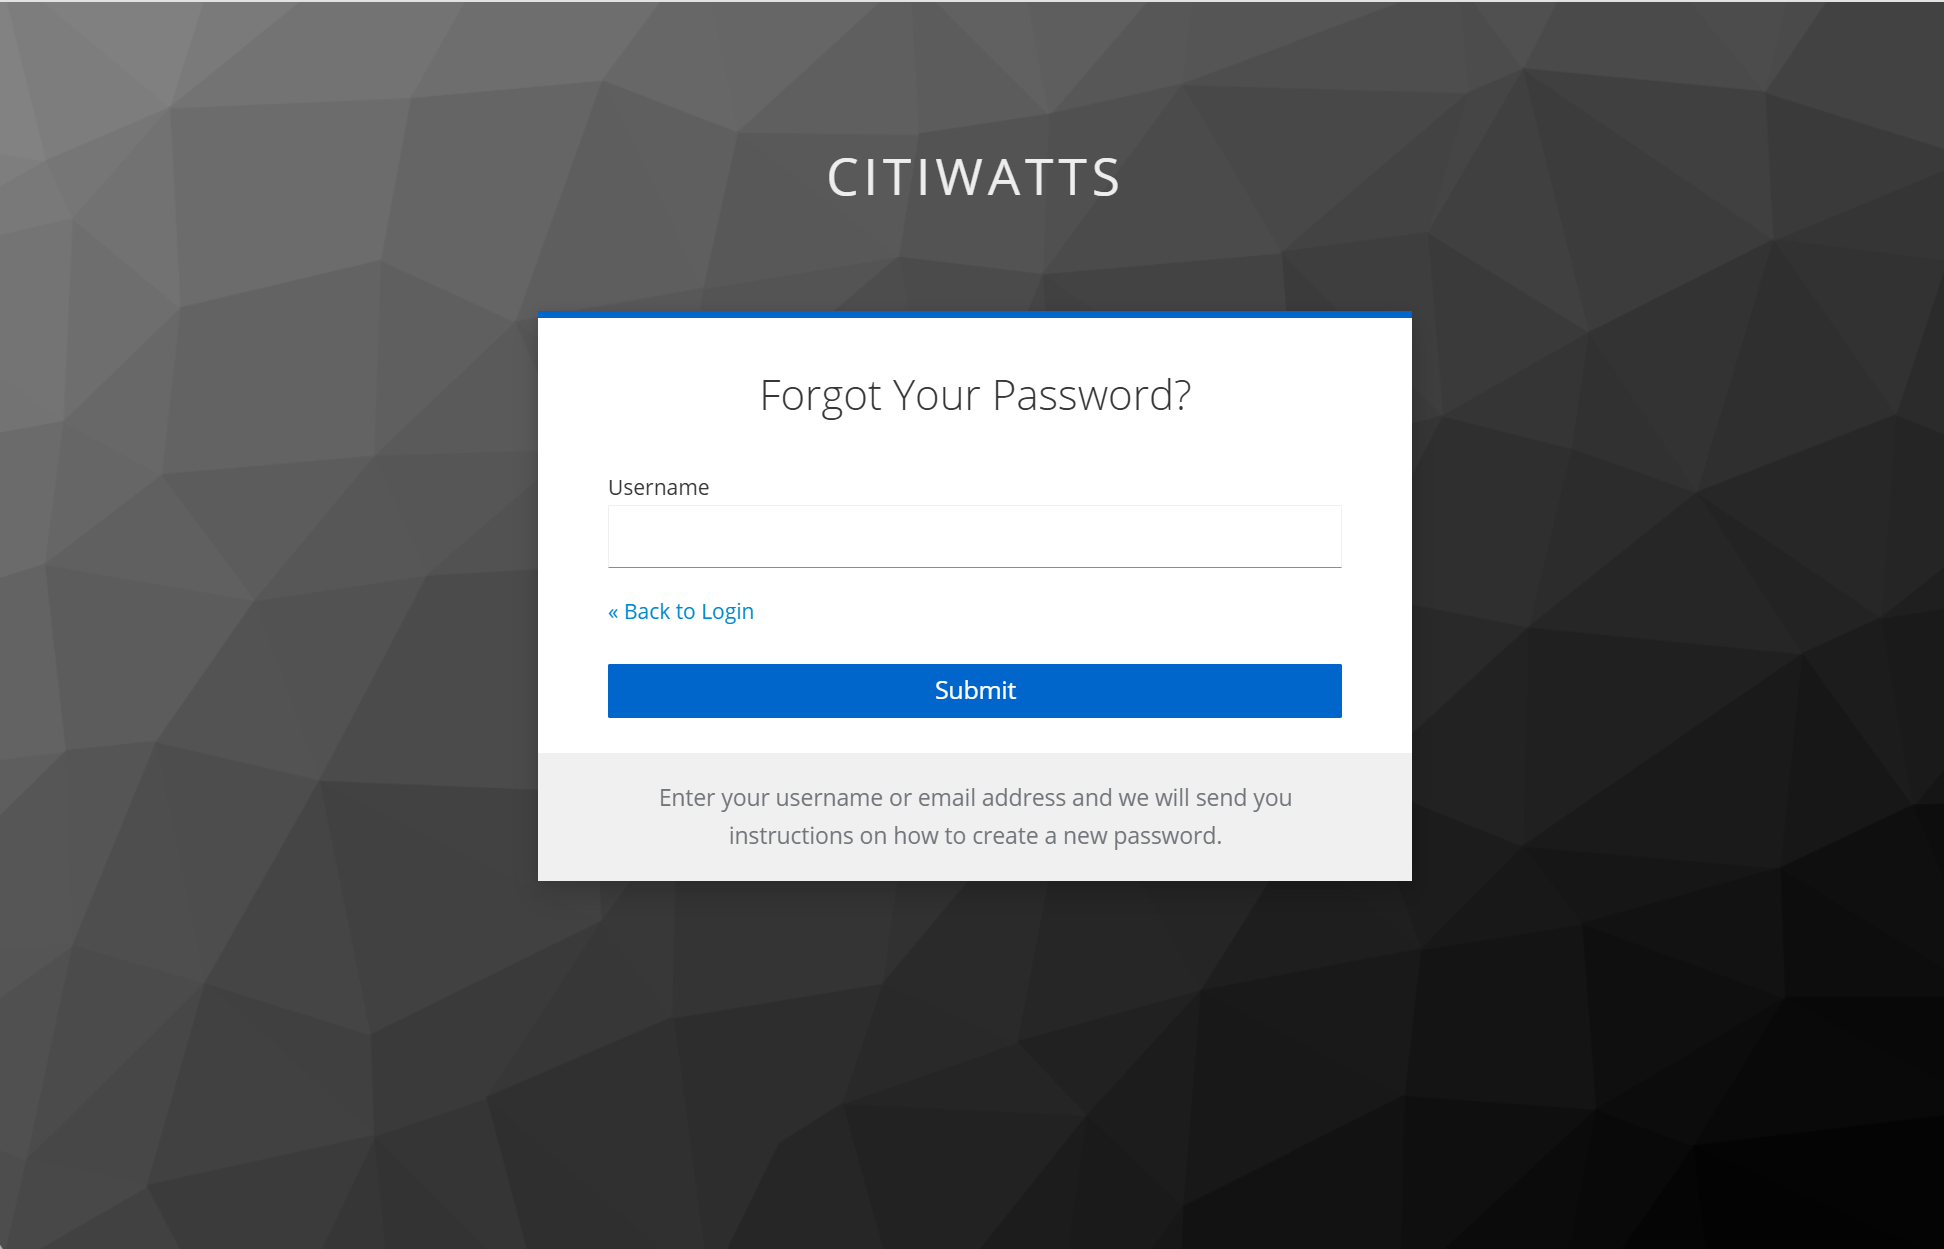 CITIWATTS
Forgot Your Password?
Username
« Back to Login
Submit
Enter your username or email address and we will send you
instructions on how to create a new password.